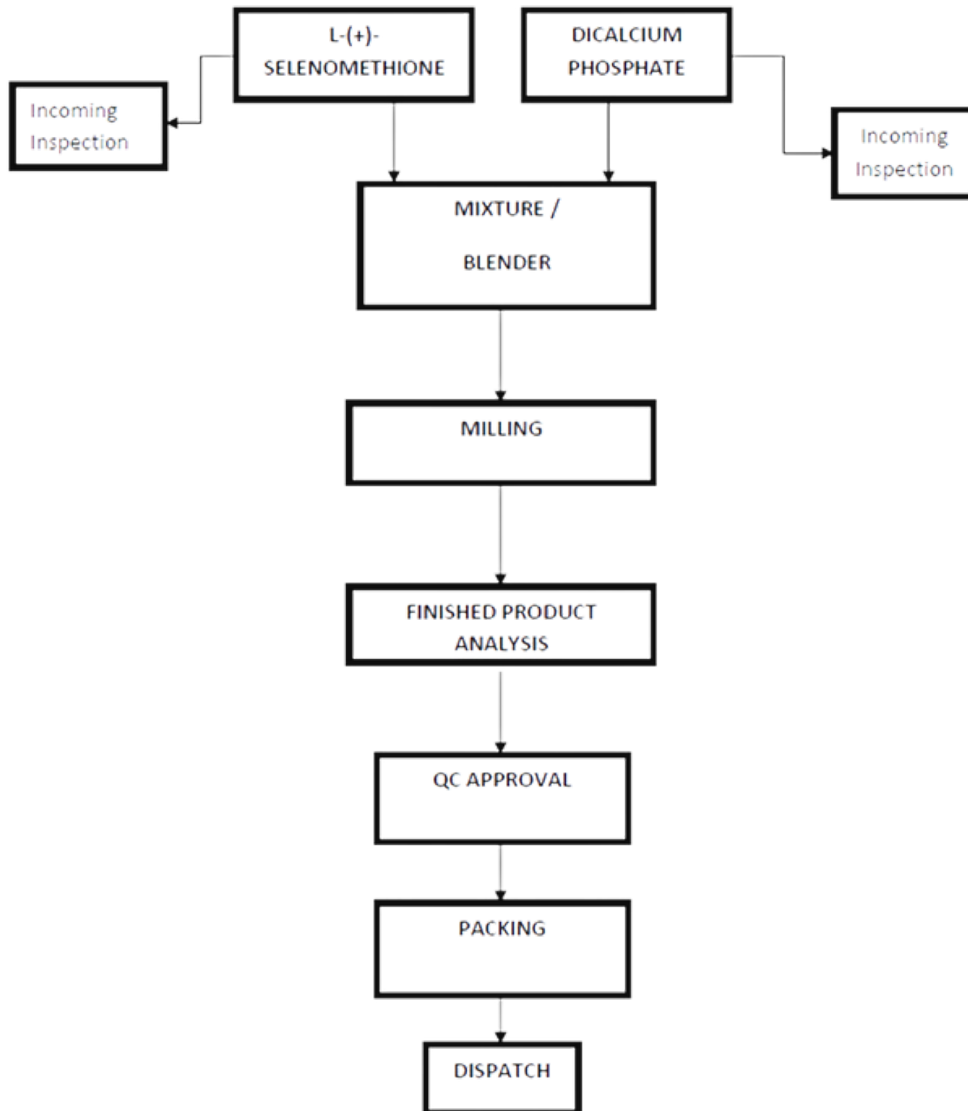 L-(+)-
SELENOMETHIONE
DICALCIUM
PHOSPHATE
Incoming
Inspection
Incoming
Inspection
MIXTURE /
BLENDER
MILLING
FINISHED PRODUCT
ANALYSIS
QC APPROVAL
PACKING
DISPATCH